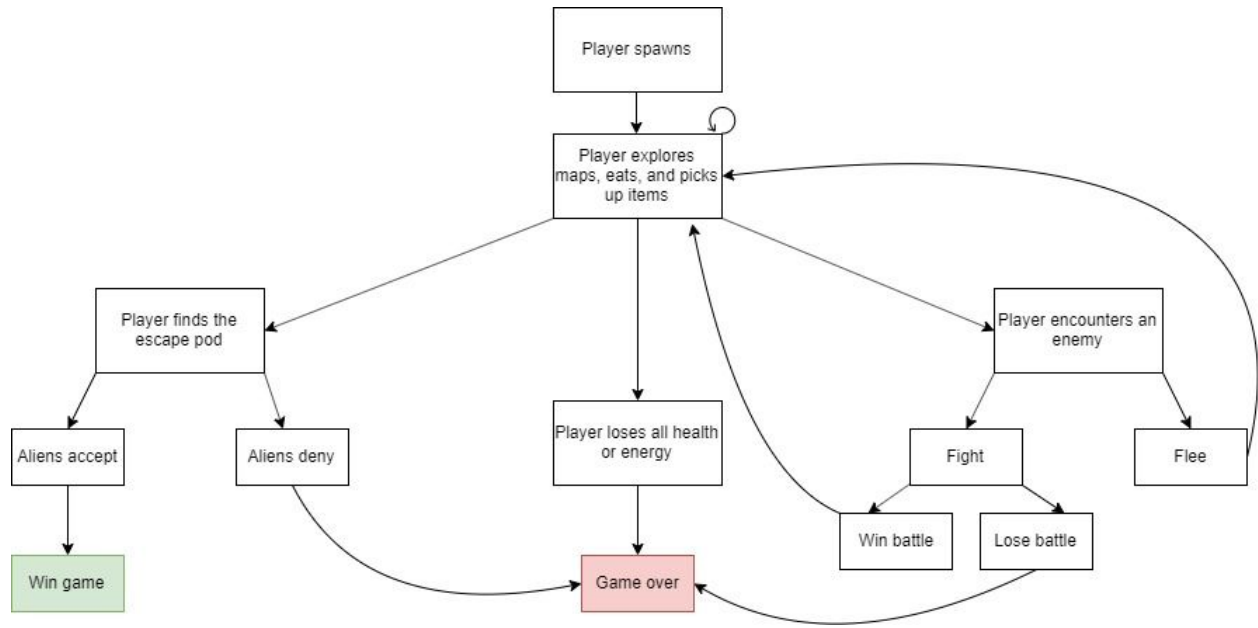 Player spawns
Player explores
maps, eats, and picks
up items
Player finds the
escape pod
Player encounters an
enemy
Aliens accept
Aliens deny
Player loses all health
or energy
Fight
Flee
Win battle
Lose battle
Win game
Game over